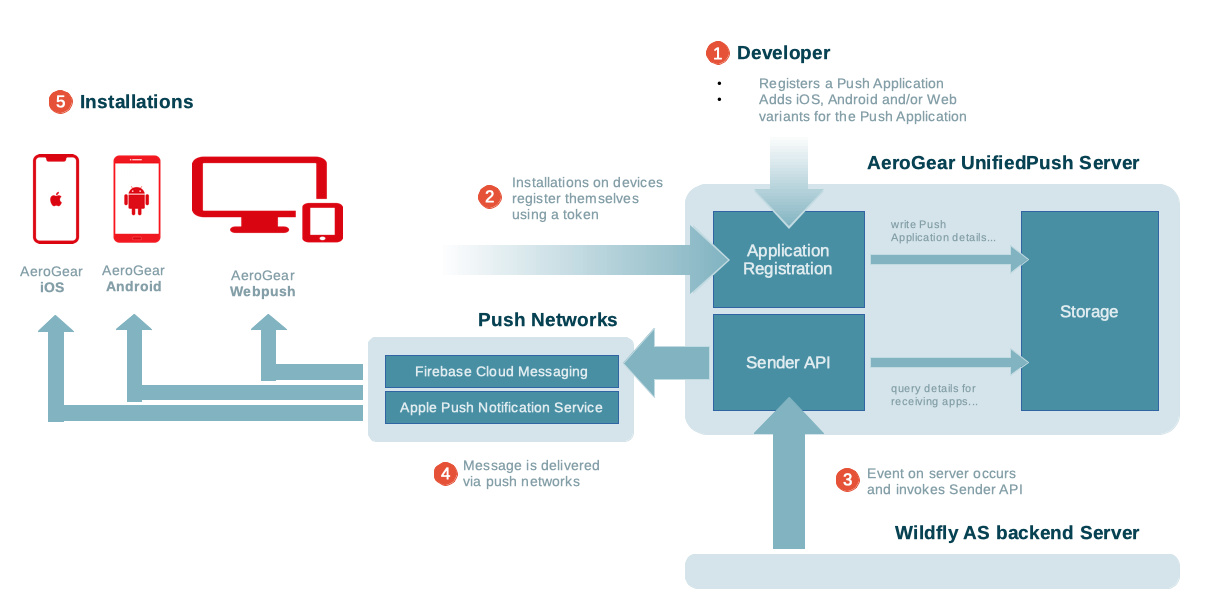 1 Developer
• Registers a Push Application
• Adds iOS, Android and/or Web
variants for the Push Application
5 Installations
AeroGear
iOS
AeroGear
Android
AeroGear
Webpush
2 Installations on devices
register themselves
using a token
AeroGear UnifiedPush Server
Application
Registration
write Push
Application details...
Storage
Sender API
query details for
receiving apps...
Push Networks
Firebase Cloud Messaging
Apple Push Notification Service
4 Message is delivered
via push networks
3 Event on server occurs
and invokes Sender API
Wildfly AS backend Server